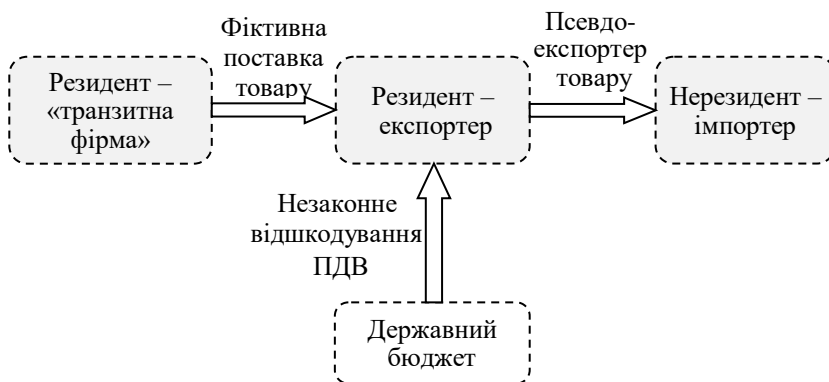 Резидент –
«транзитна
фірма»
Фіктивна
поставка
товару
Резидент –
експортер
Псевдо-
експортер
товару
Нерезидент –
імпортер
Незаконне
відшкодування
ПДВ
Державний
бюджет